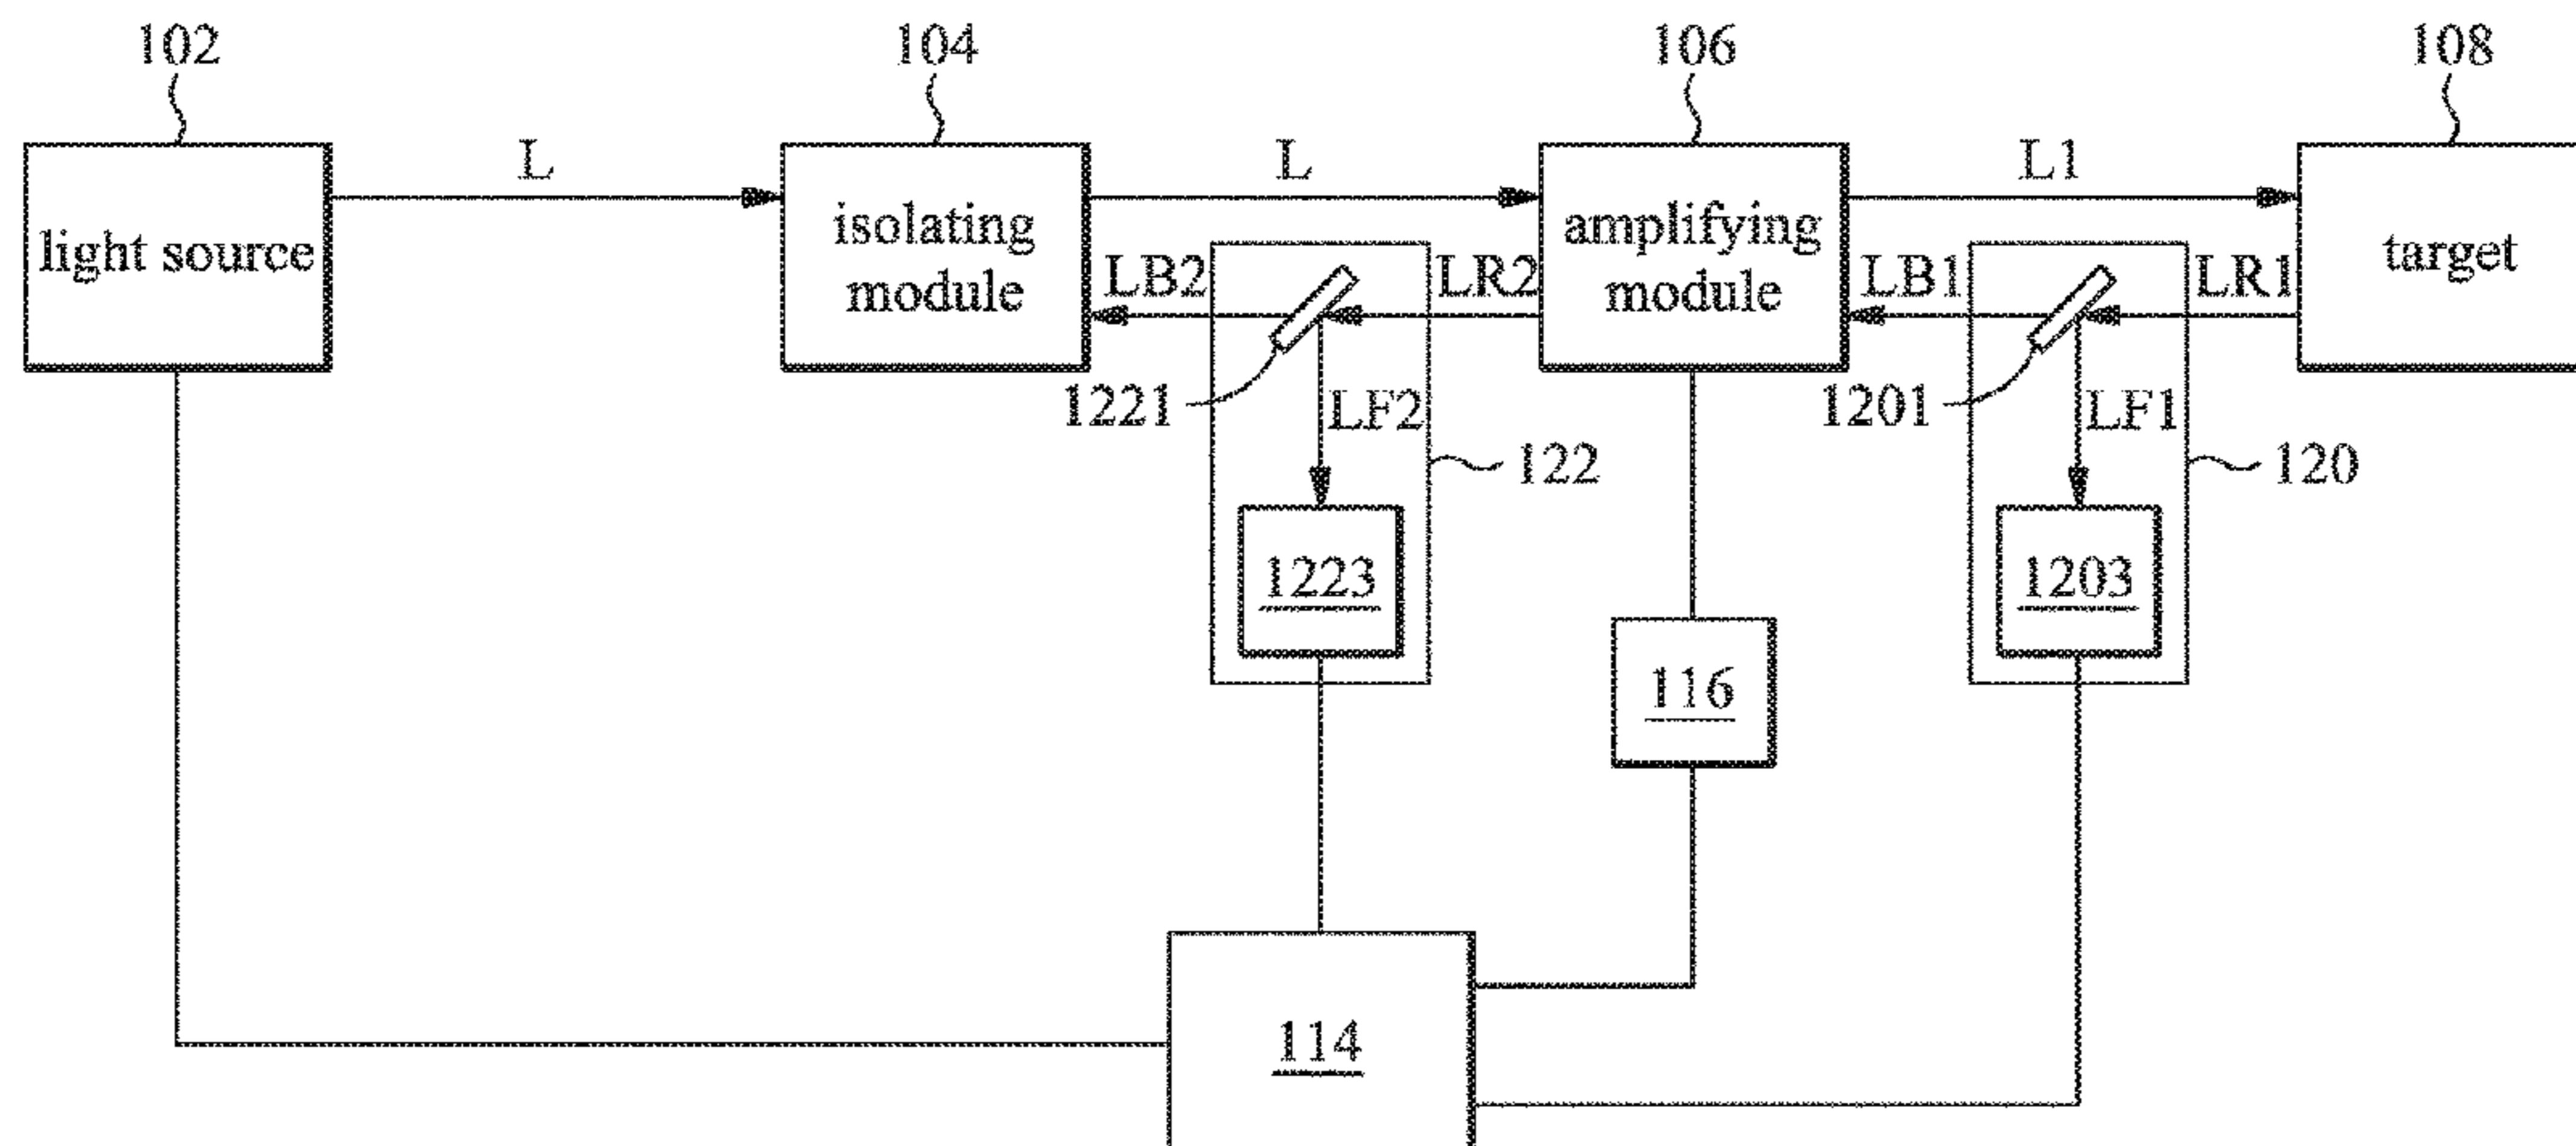 102 104 106 108
L L L1
light source isolating module amplifying module target
LB2 LR2 LB1 LR1
1221 LF2 122 1201 LF1 120
1223 1203
116
114